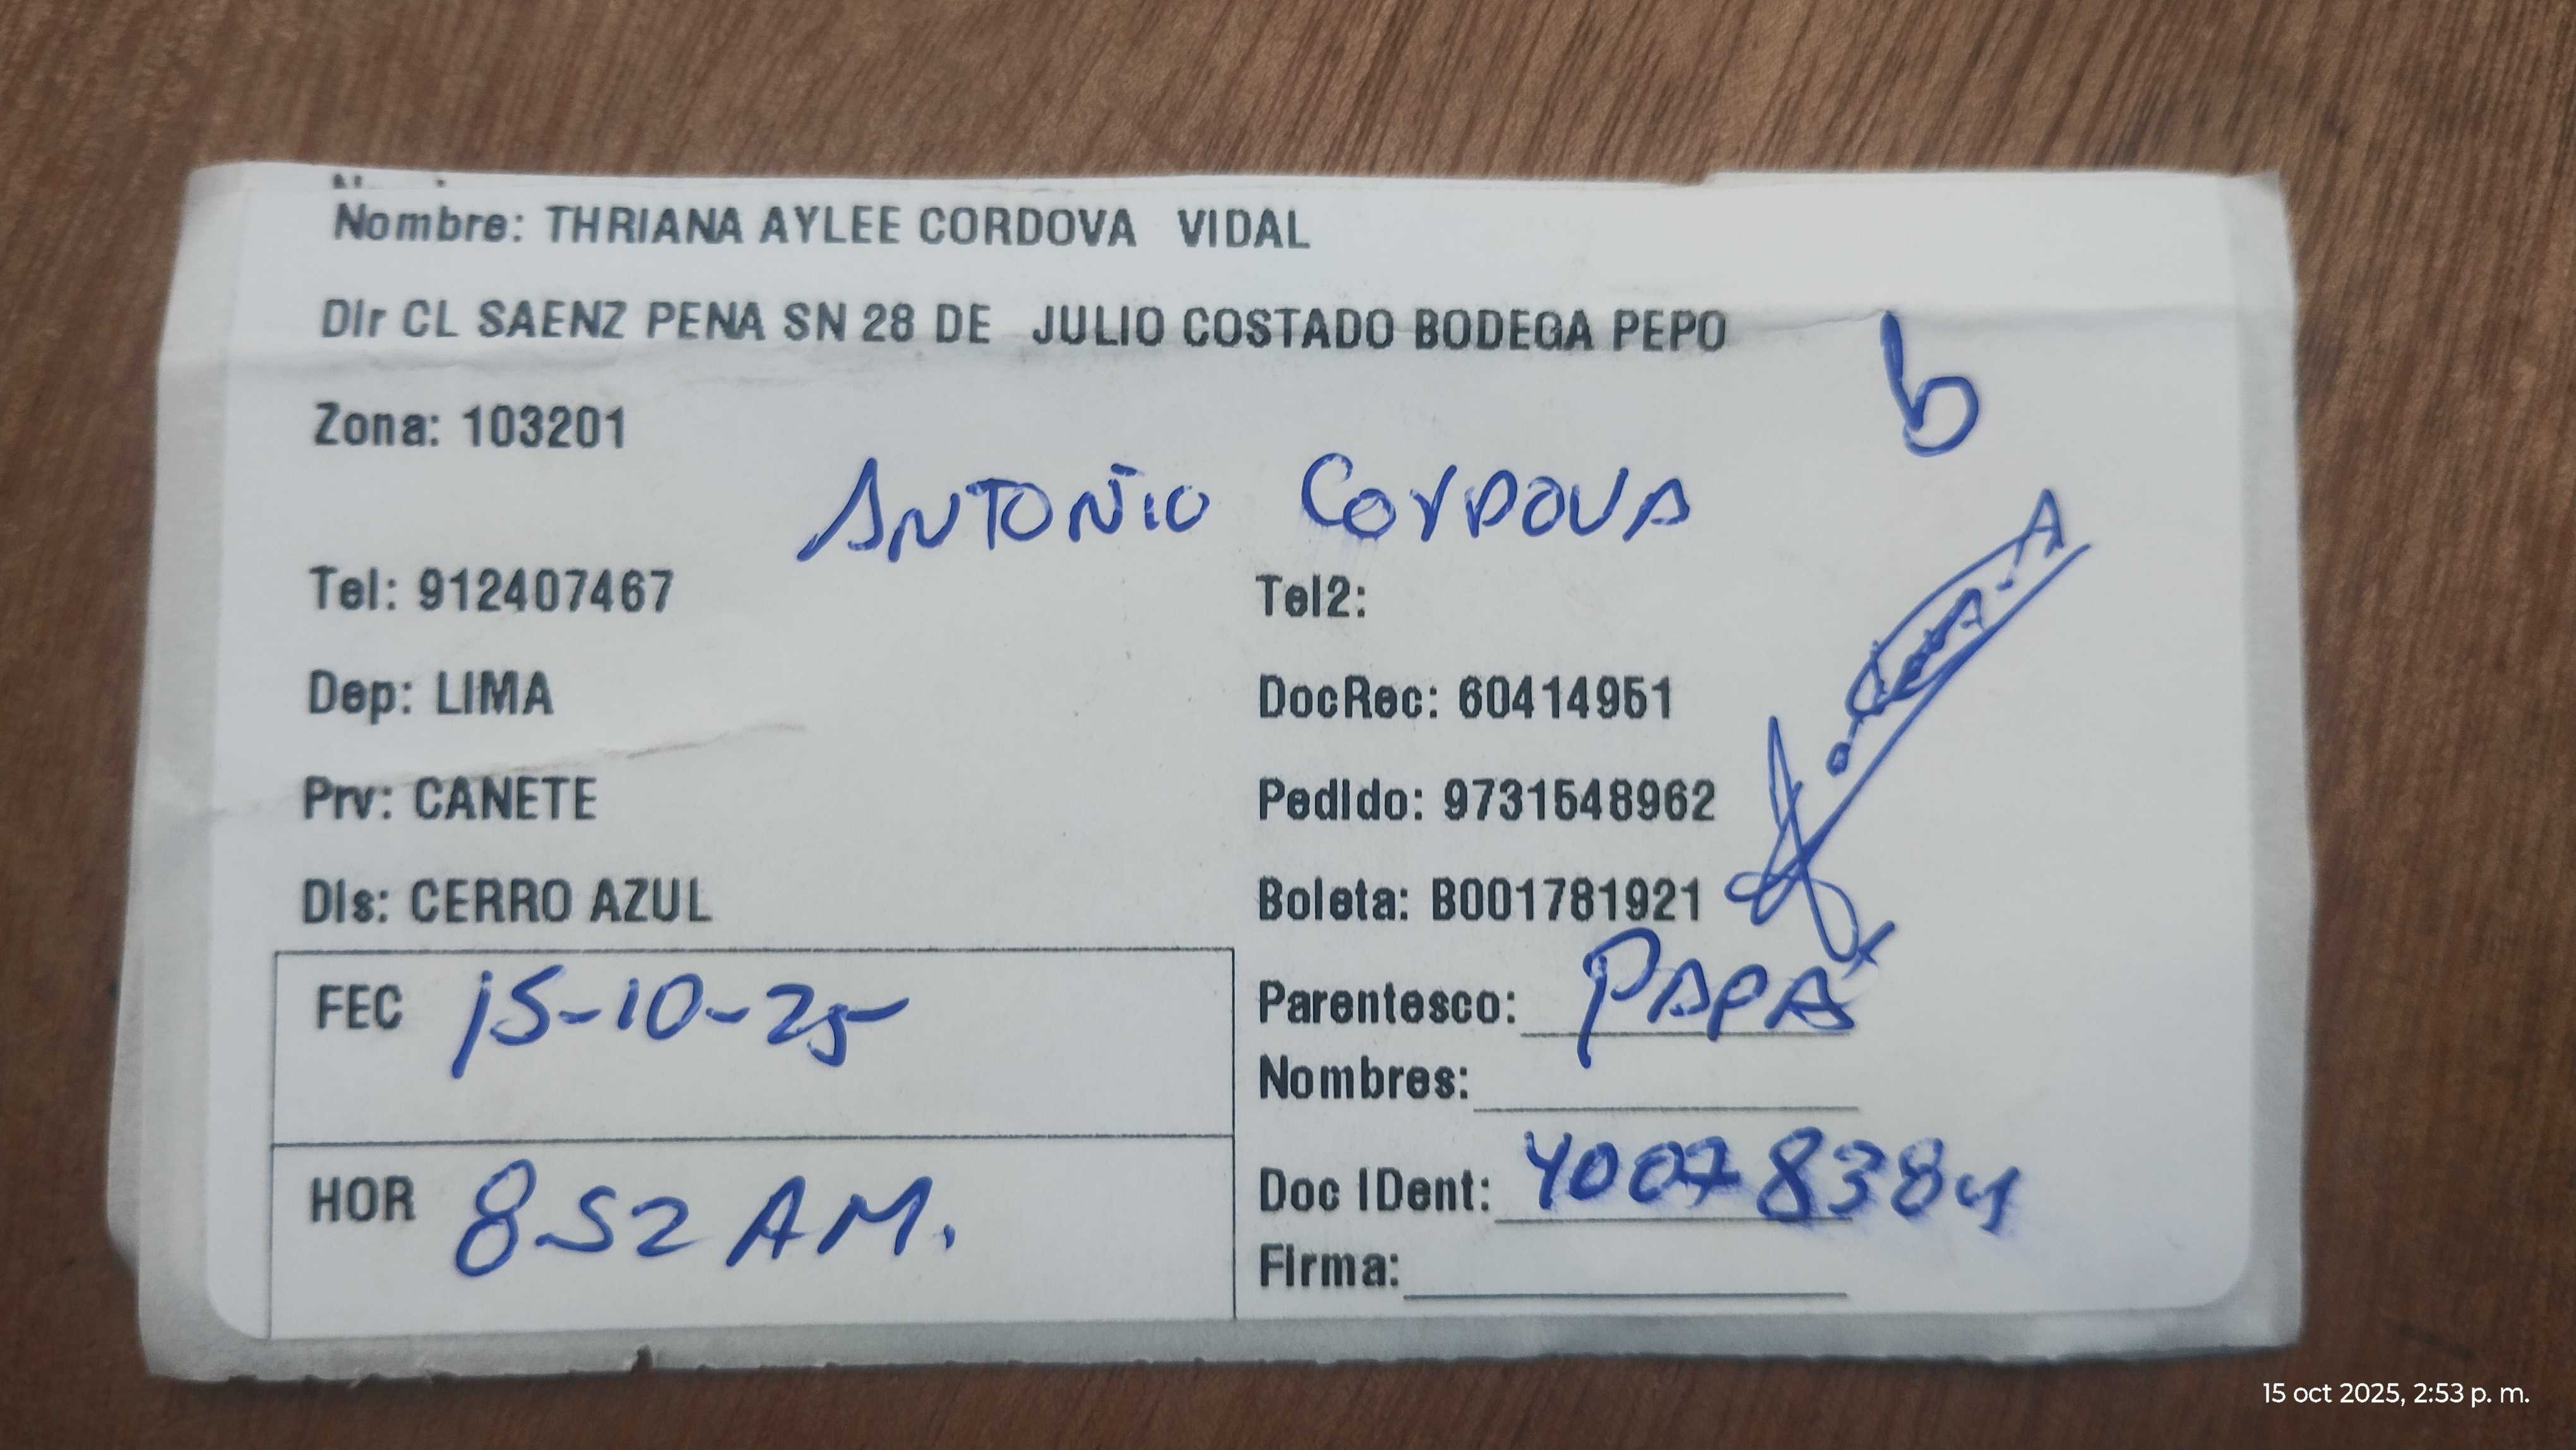 Nombre: THRIANA AYLEE CORDOVA VIDAL
Dir CL SAENZ PENA SN 28 DE JULIO COSTADO BODEGA PEPO
b
Zona: 103201
ANTOÑIO CORDOVA
Tel: 912407467
Tel2:
Dep: LIMA
DocRec: 60414951
Prv: CANETE
Pedido: 9731548962
Dis: CERRO AZUL
Boleta: B001781921
FEC 15-10-25
Parentesco: PAPA
Nombres:
HOR 8-52 AM.
Doc IDent: 40078384
Firma:
15 oct 2025, 2:53 p. m.